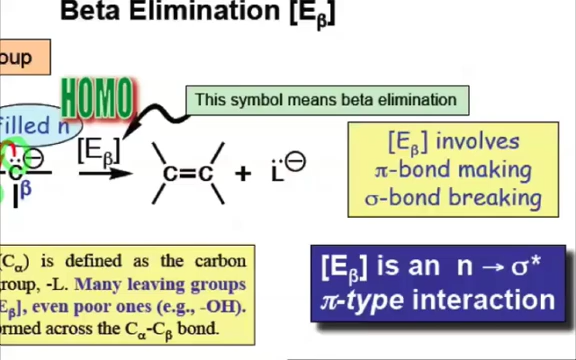 Beta Elimination [Eβ]
oup
HOMO
This symbol means beta elimination
filled n
[Eβ]
C β
C=C + L⊖
[Eβ] involves
π-bond making
σ-bond breaking
(Cα) is defined as the carbon
group, -L. Many leaving groups
[Eβ], even poor ones (e.g., -OH).
ormed across the Cα-Cβ bond.
[Eβ] is an n → σ*
π-type interaction